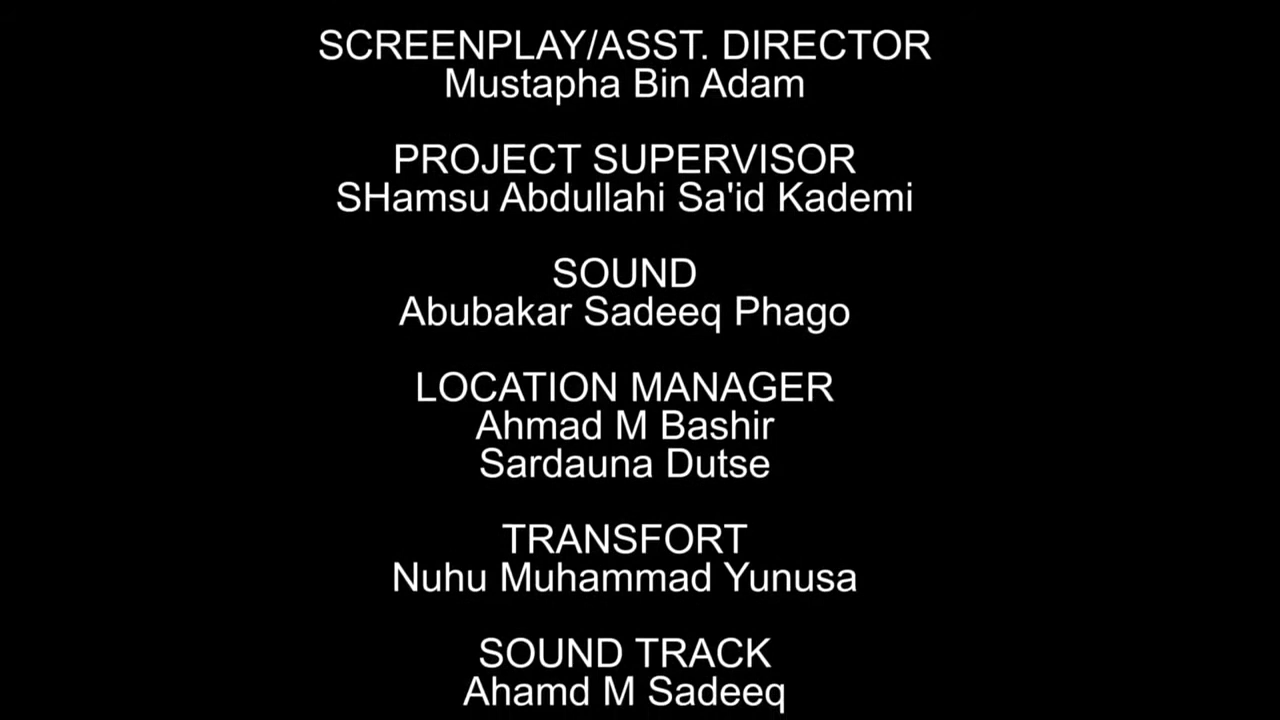 SCREENPLAY/ASST. DIRECTOR
Mustapha Bin Adam
PROJECT SUPERVISOR
SHamsu Abdullahi Sa'id Kademi
SOUND
Abubakar Sadeeq Phago
LOCATION MANAGER
Ahmad M Bashir
Sardauna Dutse
TRANSFORT
Nuhu Muhammad Yunusa
SOUND TRACK
Ahamd M Sadeeq